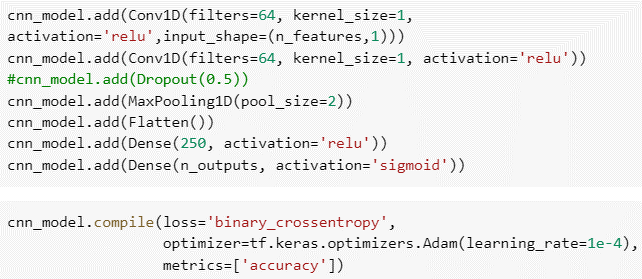 cnn_model.add(Conv1D(filters=64, kernel_size=1,
activation='relu',input_shape=(n_features,1)))
cnn_model.add(Conv1D(filters=64, kernel_size=1, activation='relu'))
#cnn_model.add(Dropout(0.5))
cnn_model.add(MaxPooling1D(pool_size=2))
cnn_model.add(Flatten())
cnn_model.add(Dense(250, activation='relu'))
cnn_model.add(Dense(n_outputs, activation='sigmoid'))
cnn_model.compile(loss='binary_crossentropy',
optimizer=tf.keras.optimizers.Adam(learning_rate=1e-4),
metrics=['accuracy'])